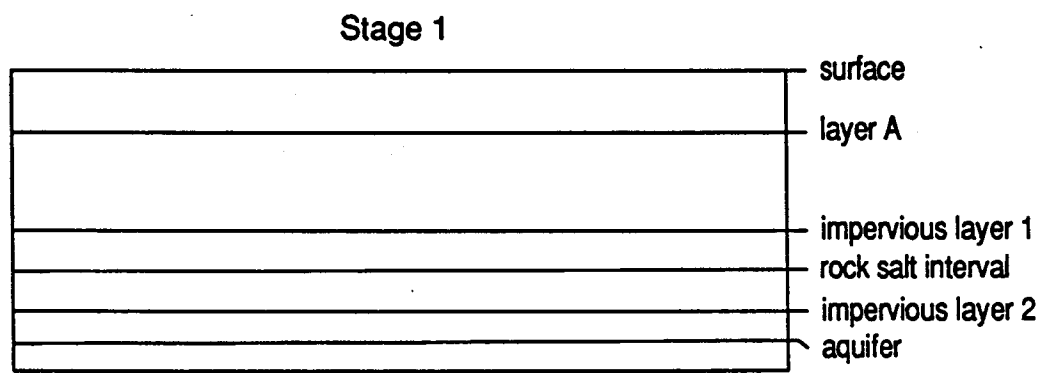 Stage 1
surface
layer A
impervious layer 1
rock salt interval
impervious layer 2
aquifer